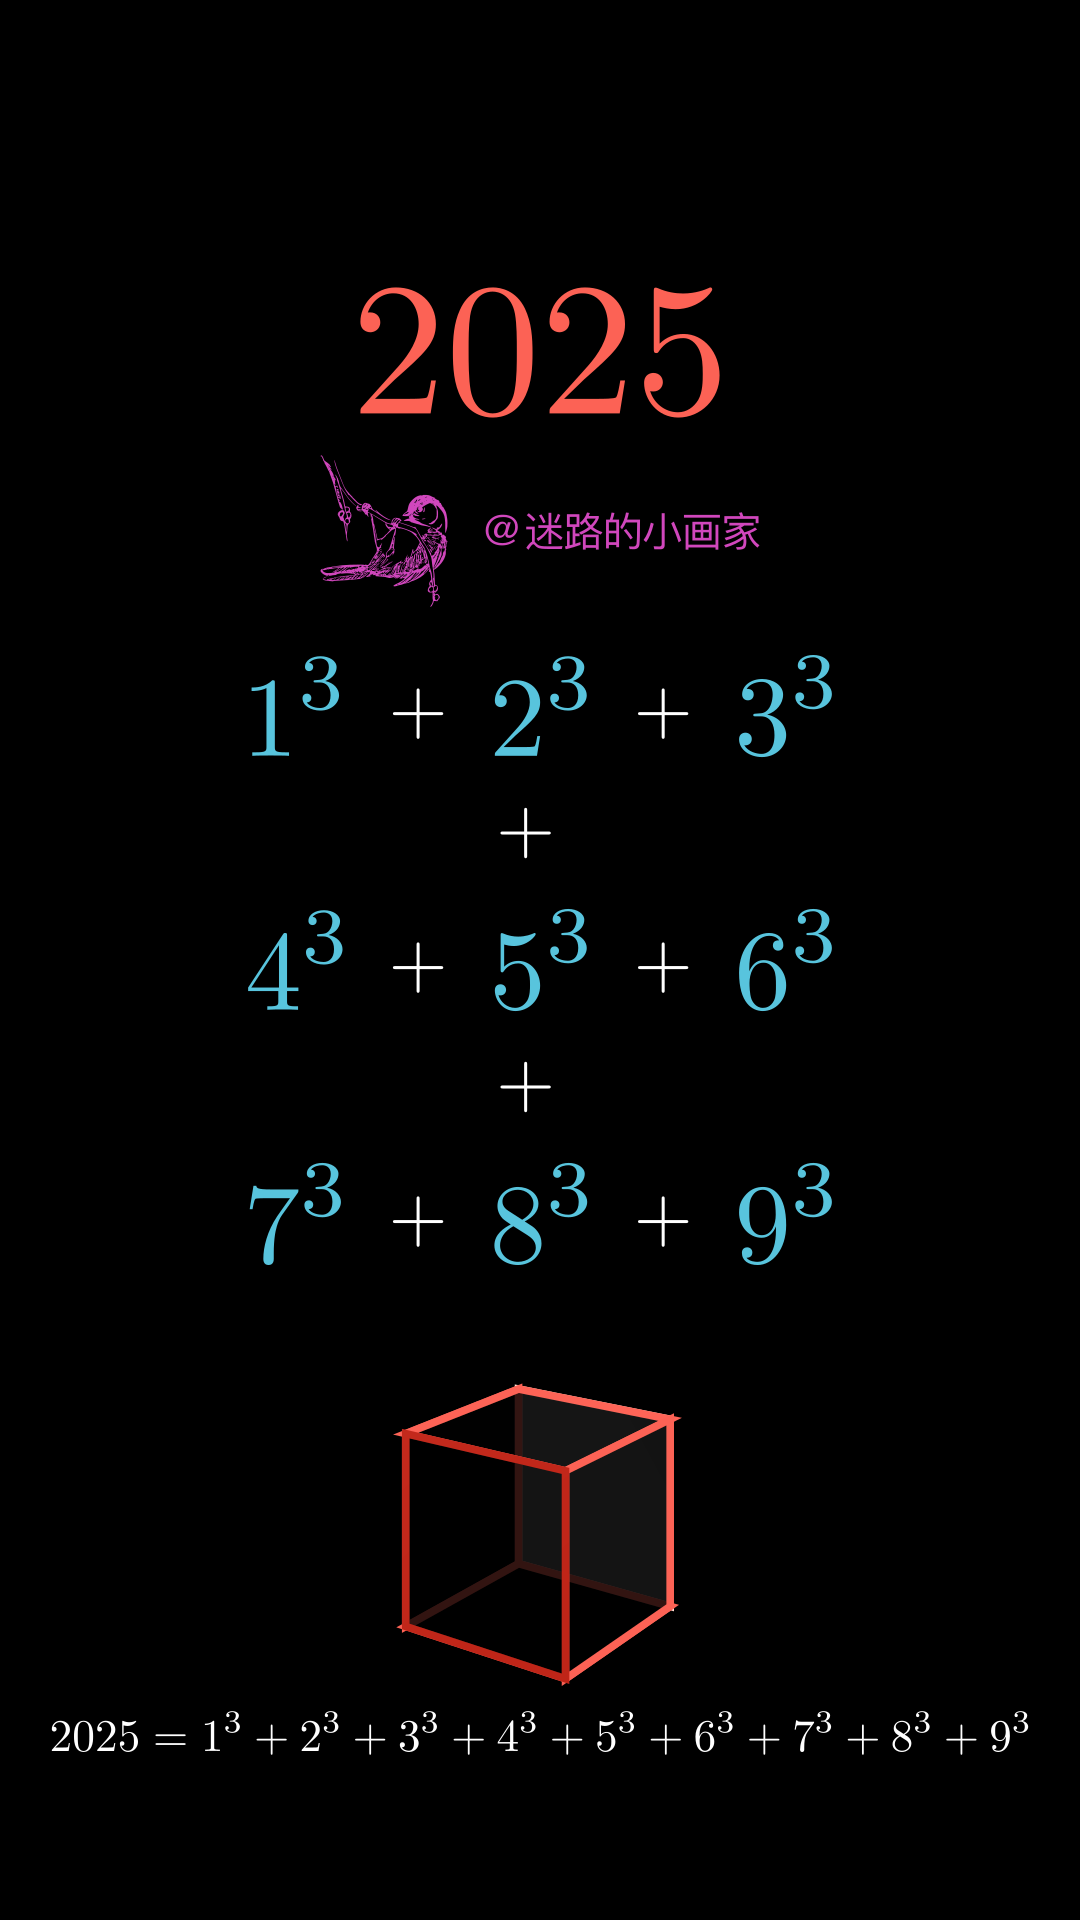 2025
@迷路的小画家
1³ + 2³ + 3³
+
4³ + 5³ + 6³
+
7³ + 8³ + 9³
2025 = 1³ + 2³ + 3³ + 4³ + 5³ + 6³ + 7³ + 8³ + 9³